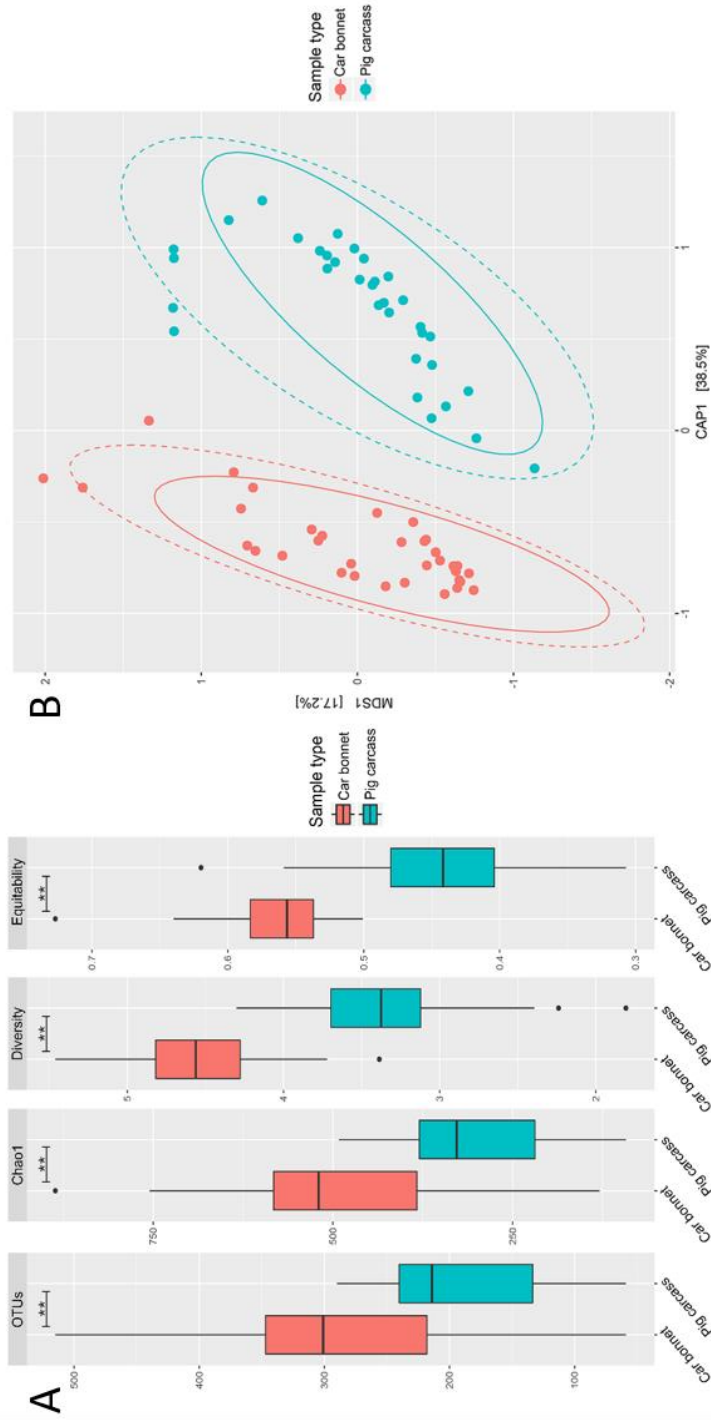 A
OTUs
Chao1
Diversity
Equitability
**
**
**
**
500
400
300
200
100
750
500
250
5
4
3
2
0.7
0.6
0.5
0.4
0.3
Car bonnet
Pig carcass
Car bonnet
Pig carcass
Car bonnet
Pig carcass
Car bonnet
Pig carcass
Sample type
Car bonnet
Pig carcass
B
MDS1 [17.2%]
2
1
0
-1
-2
-1
0
1
CAP1 [38.5%]
Sample type
Car bonnet
Pig carcass